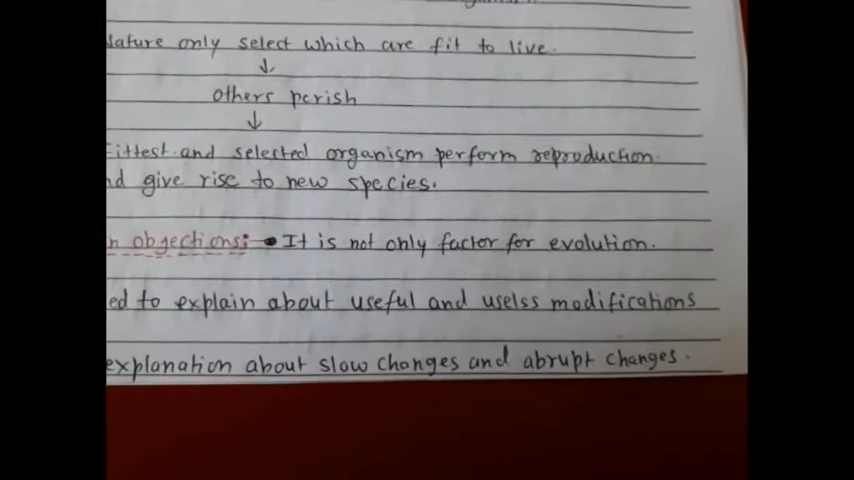 Nature only select which are fit to live.
↓
others perish
↓
Fittest and selected organism perform reproduction.
nd give rise to new species.
n objections:- • It is not only factor for evolution.
ed to explain about useful and uselss modifications
explanation about slow changes and abrupt changes.